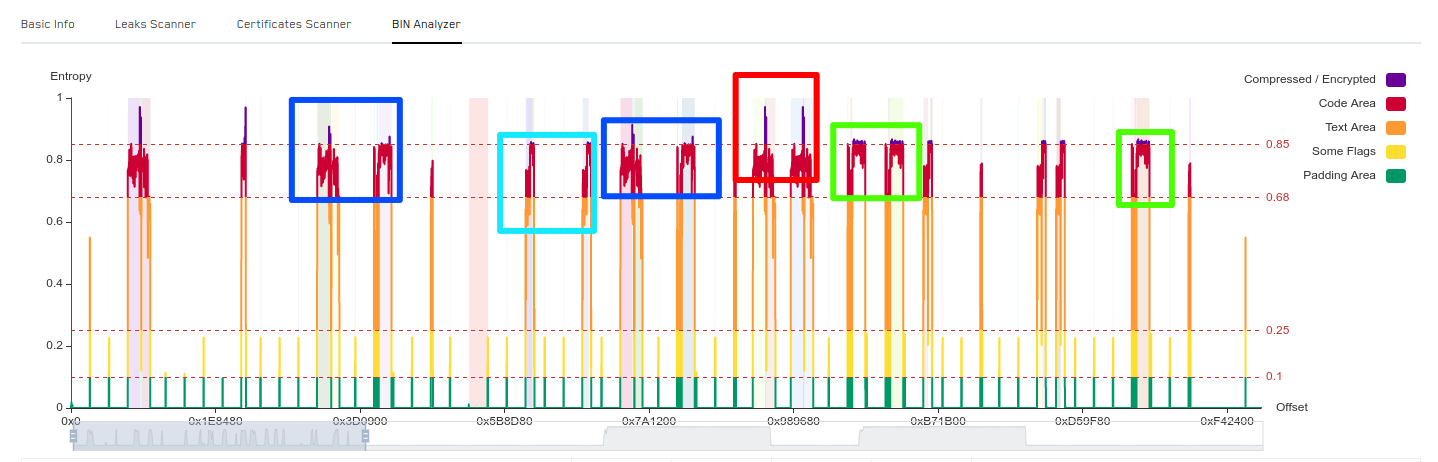 Basic Info
Leaks Scanner
Certificates Scanner
BIN Analyzer
Entropy
1
0.8
0.6
0.4
0.2
0
0.85
0.68
0.25
0.1
Compressed / Encrypted
Code Area
Text Area
Some Flags
Padding Area
0x0
0x1E8480
0x3D0900
0x5B8D80
0x7A1200
0x989680
0xB71B00
0xD59F80
0xF42400
Offset